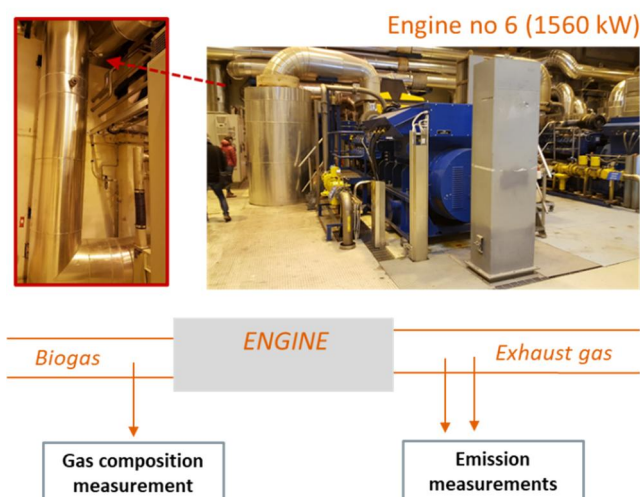 Engine no 6 (1560 kW)
Biogas
ENGINE
Exhaust gas
Gas composition
measurement
Emission
measurements